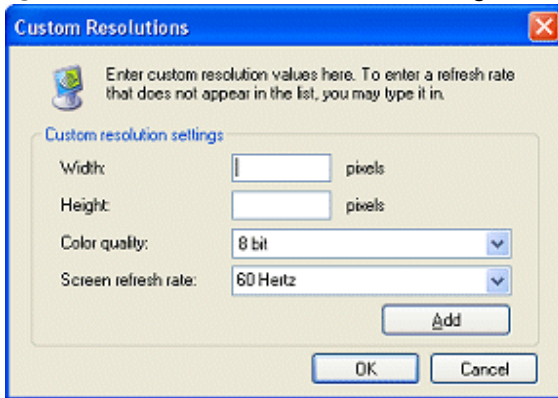 Custom Resolutions
Enter custom resolution values here. To enter a refresh rate
that does not appear in the list, you may type it in.
Custom resolution settings
Width: pixels
Height: pixels
Color quality: 8 bit
Screen refresh rate: 60 Hertz
Add
OK Cancel